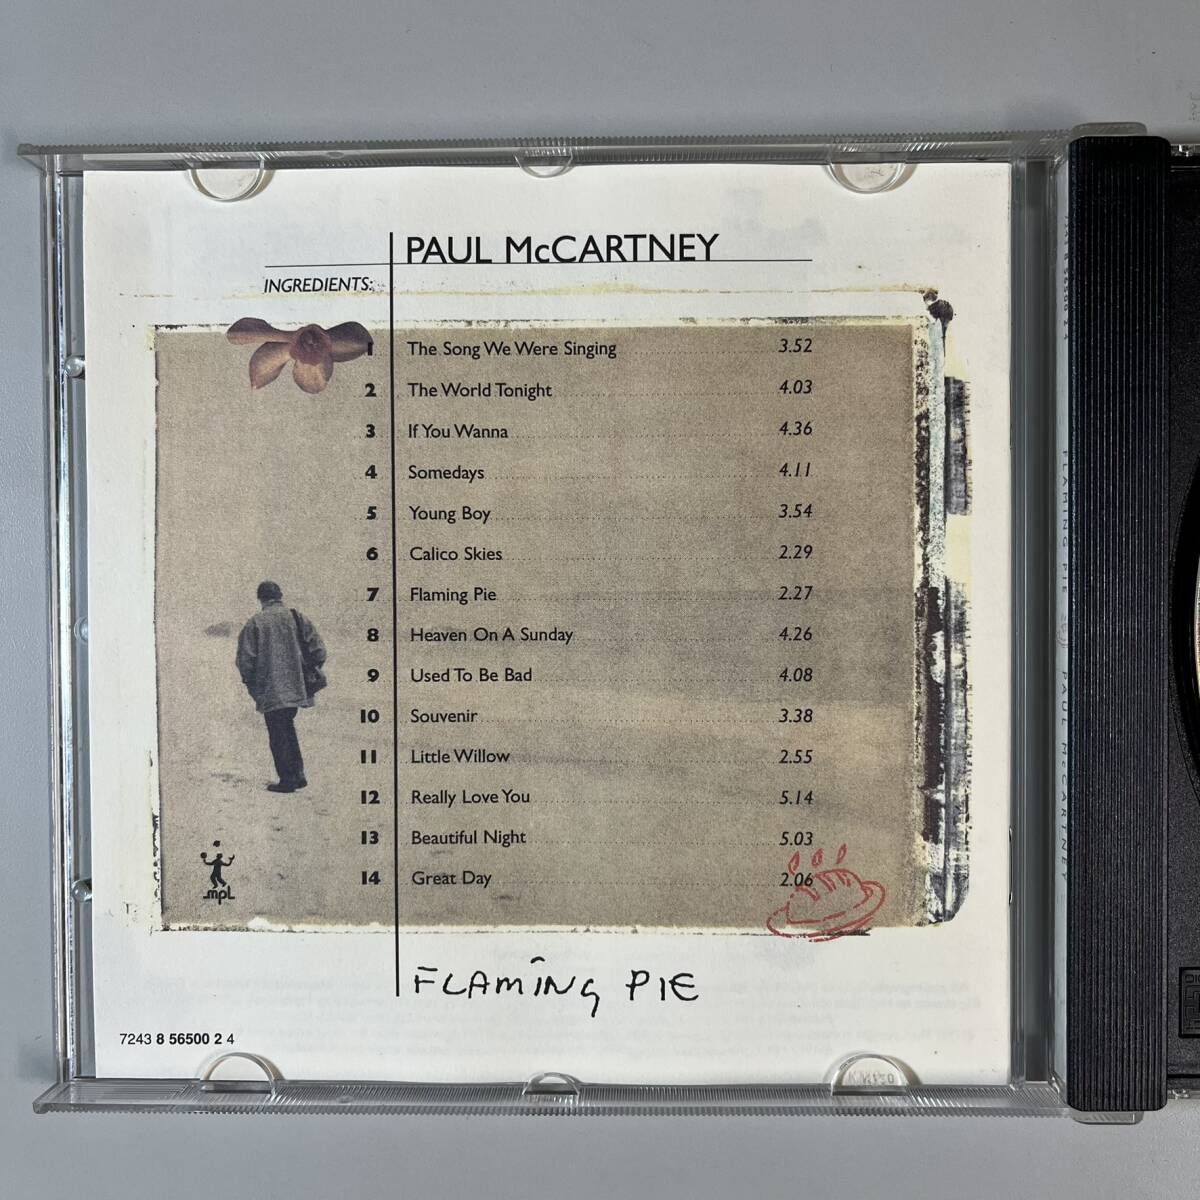 PAUL McCARTNEY
INGREDIENTS:
1 The Song We Were Singing 3.52
2 The World Tonight 4.03
3 If You Wanna 4.36
4 Somedays 4.11
5 Young Boy 3.54
6 Calico Skies 2.29
7 Flaming Pie 2.27
8 Heaven On A Sunday 4.26
9 Used To Be Bad 4.08
10 Souvenir 3.38
11 Little Willow 2.55
12 Really Love You 5.14
13 Beautiful Night 5.03
14 Great Day 2.06
mpL
FLAMING PIE
7243 8 56500 2 4
FLAMING PIE PAUL McCARTNEY